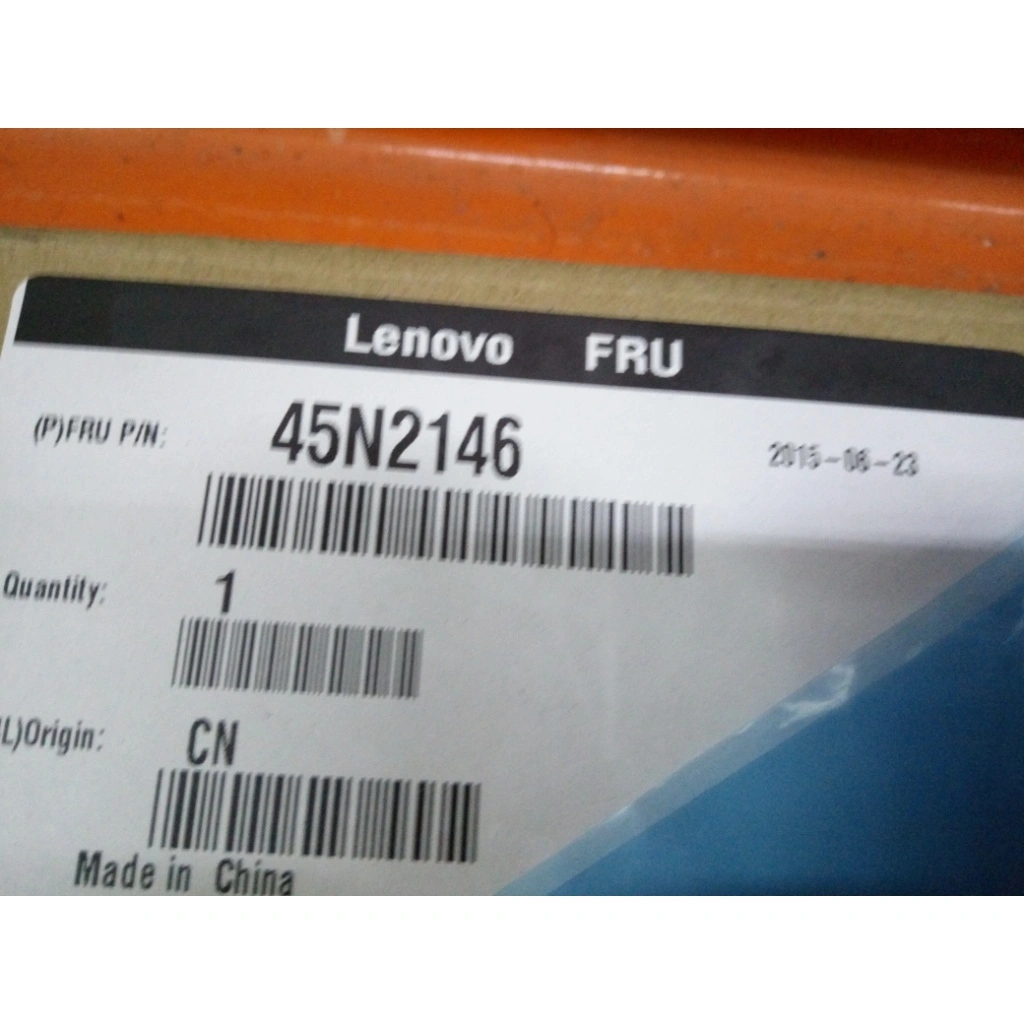 Lenovo FRU
(P)FRU P/N: 45N2146 2015-06-23
Quantity: 1
L)Origin: CN
Made in China